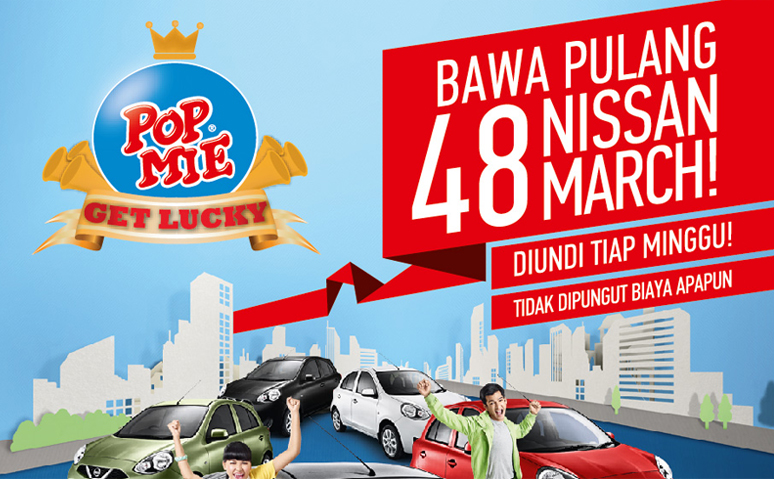 POP
MIE®
GET LUCKY
BAWA PULANG
48 NISSAN
MARCH!
DIUNDI TIAP MINGGU!
TIDAK DIPUNGUT BIAYA APAPUN